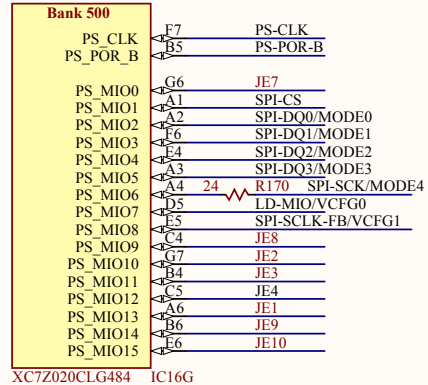 Bank 500
PS_CLK F7 PS-CLK
PS_POR_B B5 PS-POR-B
PS_MIO0 G6 JE7
PS_MIO1 A1 SPI-CS
PS_MIO2 A2 SPI-DQ0/MODE0
PS_MIO3 F6 SPI-DQ1/MODE1
PS_MIO4 E4 SPI-DQ2/MODE2
PS_MIO5 A3 SPI-DQ3/MODE3
PS_MIO6 A4 24 R170 SPI-SCK/MODE4
PS_MIO7 D5 LD-MIO/VCFG0
PS_MIO8 E5 SPI-SCLK-FB/VCFG1
PS_MIO9 C4 JE8
PS_MIO10 G7 JE2
PS_MIO11 B4 JE3
PS_MIO12 C5 JE4
PS_MIO13 A6 JE1
PS_MIO14 B6 JE9
PS_MIO15 E6 JE10
XC7Z020CLG484 IC16G